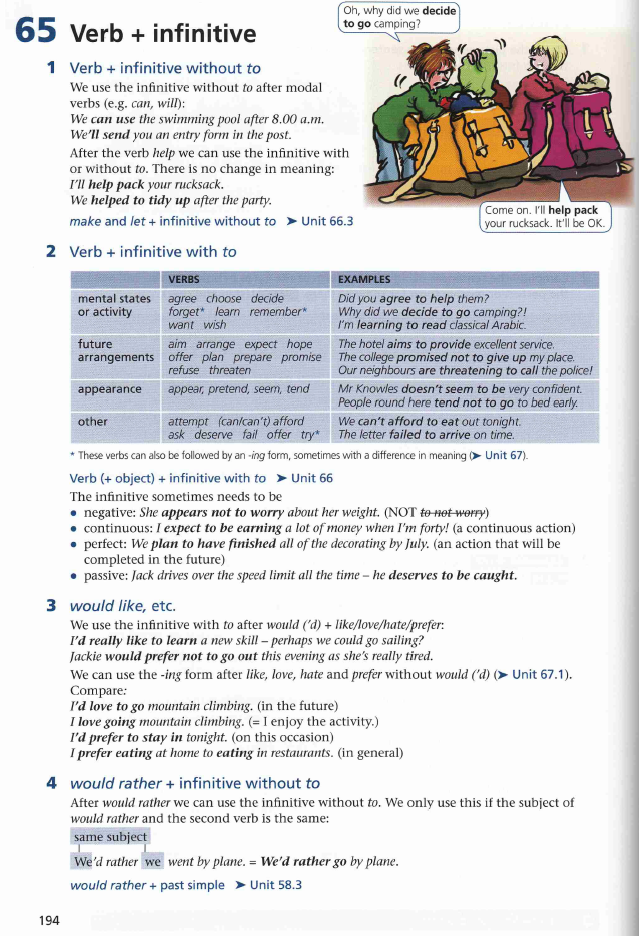 Oh, why did we decide
to go camping?
65 Verb + infinitive
1 Verb + infinitive without to
We use the infinitive without to after modal
verbs (e.g. can, will):
We can use the swimming pool after 8.00 a.m.
We'll send you an entry form in the post.
After the verb help we can use the infinitive with
or without to. There is no change in meaning:
I'll help pack your rucksack.
We helped to tidy up after the party.
make and let + infinitive without to ➤ Unit 66.3
Come on. I'll help pack
your rucksack. It'll be OK.
2 Verb + infinitive with to
VERBS EXAMPLES
mental states agree choose decide Did you agree to help them?
or activity forget* learn remember* Why did we decide to go camping?!
want wish I'm learning to read classical Arabic.
future aim arrange expect hope The hotel aims to provide excellent service.
arrangements offer plan prepare promise The college promised not to give up my place.
refuse threaten Our neighbours are threatening to call the police!
appearance appear, pretend, seem, tend Mr Knowles doesn't seem to be very confident.
People round here tend not to go to bed early.
other attempt (can/can't) afford We can't afford to eat out tonight.
ask deserve fail offer try* The letter failed to arrive on time.
* These verbs can also be followed by an -ing form, sometimes with a difference in meaning (➤ Unit 67).
Verb (+ object) + infinitive with to ➤ Unit 66
The infinitive sometimes needs to be
• negative: She appears not to worry about her weight. (NOT to not worry)
• continuous: I expect to be earning a lot of money when I'm forty! (a continuous action)
• perfect: We plan to have finished all of the decorating by July. (an action that will be
completed in the future)
• passive: Jack drives over the speed limit all the time – he deserves to be caught.
3 would like, etc.
We use the infinitive with to after would ('d) + like/love/hate/prefer:
I'd really like to learn a new skill – perhaps we could go sailing?
Jackie would prefer not to go out this evening as she's really tired.
We can use the -ing form after like, love, hate and prefer without would ('d) (➤ Unit 67.1).
Compare:
I'd love to go mountain climbing. (in the future)
I love going mountain climbing. (= I enjoy the activity.)
I'd prefer to stay in tonight. (on this occasion)
I prefer eating at home to eating in restaurants. (in general)
4 would rather + infinitive without to
After would rather we can use the infinitive without to. We only use this if the subject of
would rather and the second verb is the same:
same subject
We'd rather we went by plane. = We'd rather go by plane.
would rather + past simple ➤ Unit 58.3
194